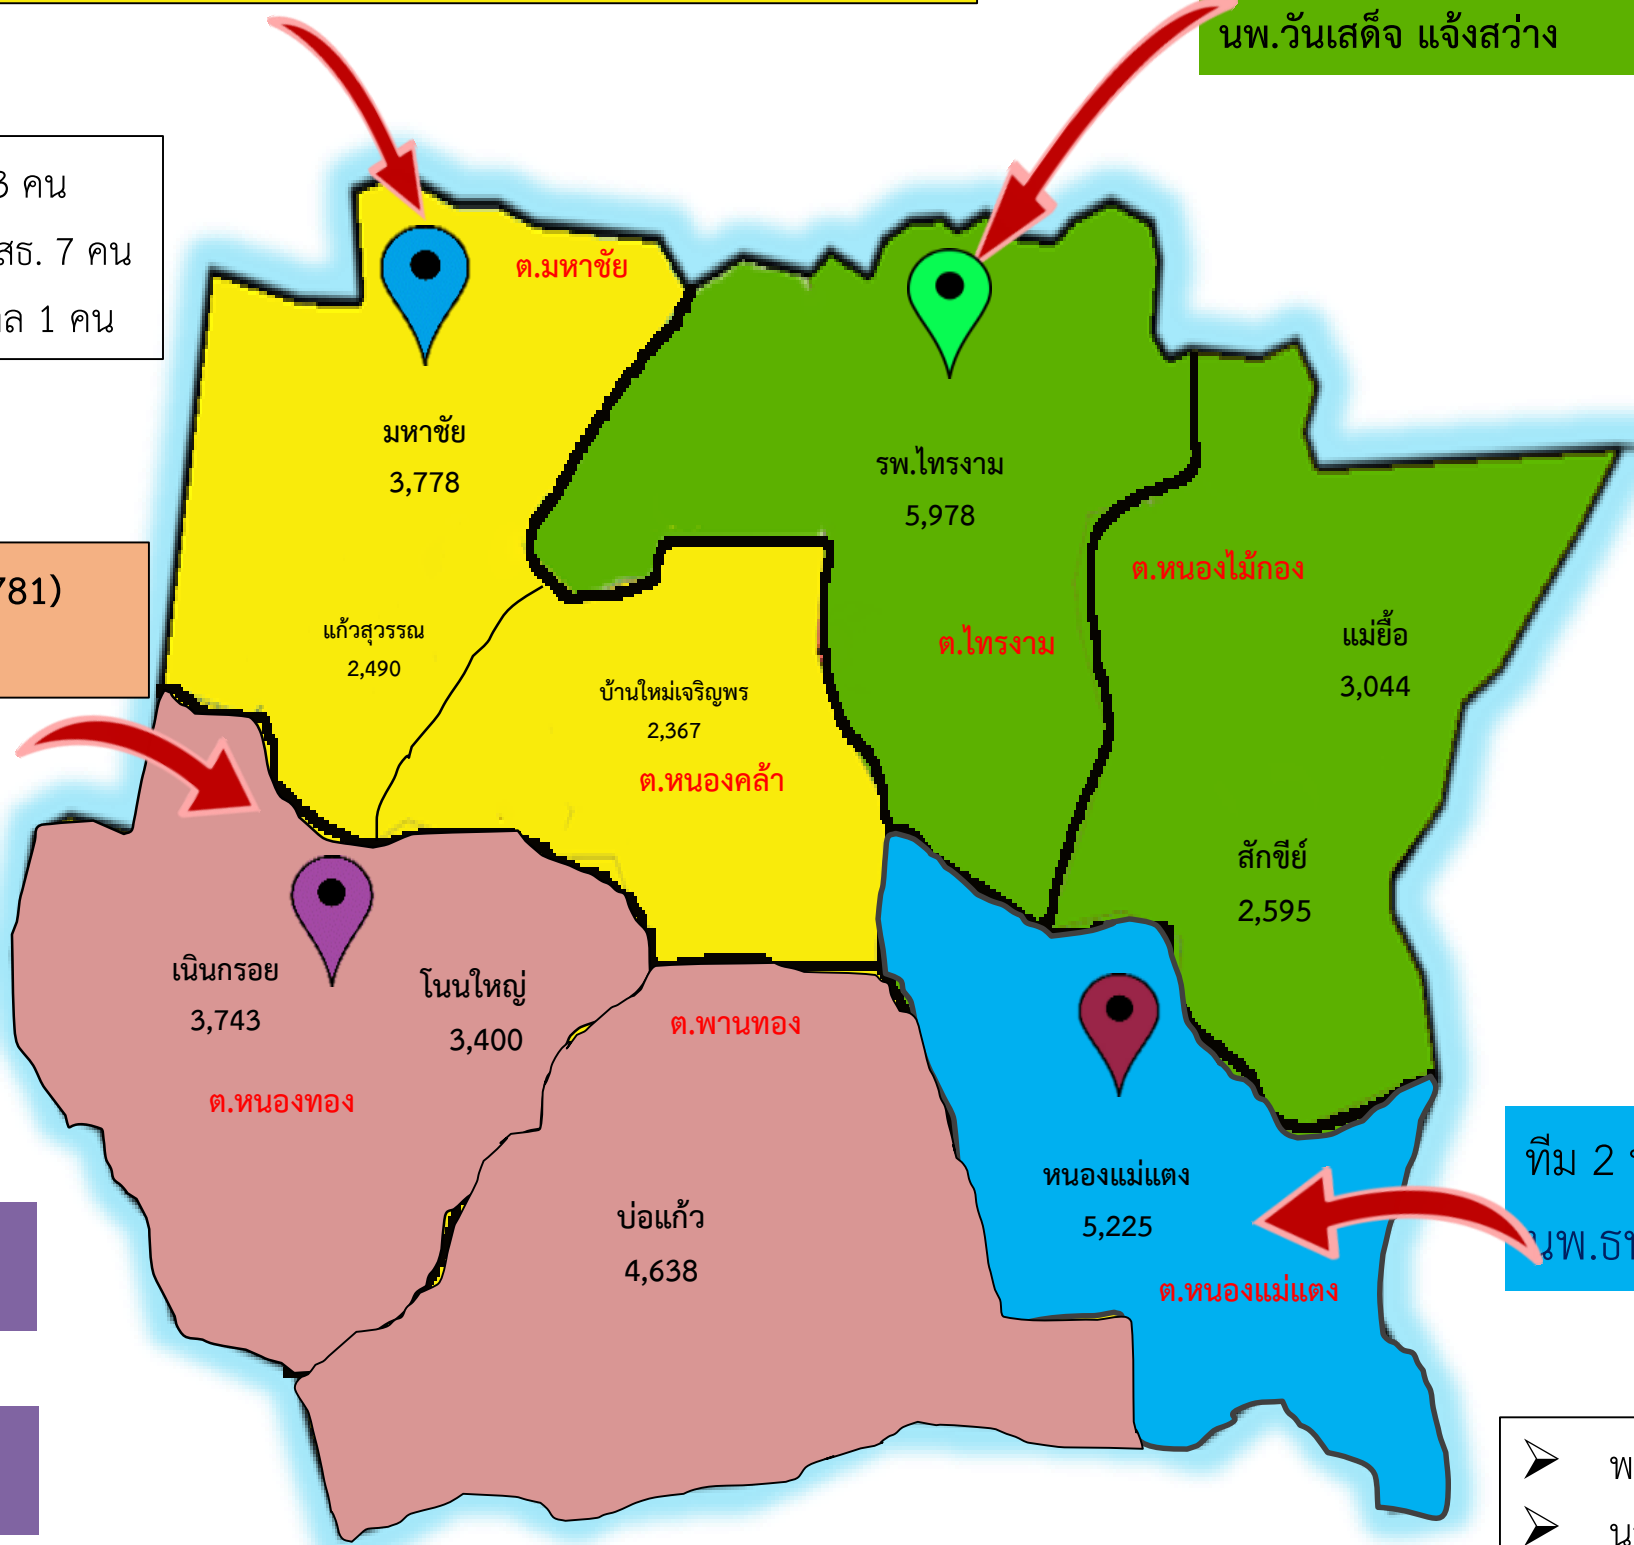 นพ.วันเสด็จ แจ้งสว่าง
3 คน
สธ. 7 คน
ล 1 คน
ต.มหาชัย
มหาชัย
3,778
รพ.ไทรงาม
5,978
781)
ต.หนองไม้กอง
แก้วสุวรรณ
2,490
ต.ไทรงาม
แม่ยื้อ
3,044
บ้านใหม่เจริญพร
2,367
ต.หนองคล้า
สักขีย์
2,595
เนินกรอย
3,743
โนนใหญ่
3,400
ต.พานทอง
ต.หนองทอง
ทีม 2
หนองแม่แตง
5,225
บ่อแก้ว
4,638
นพ.ธ
ต.หนองแม่แตง
➢ พ
➢ น